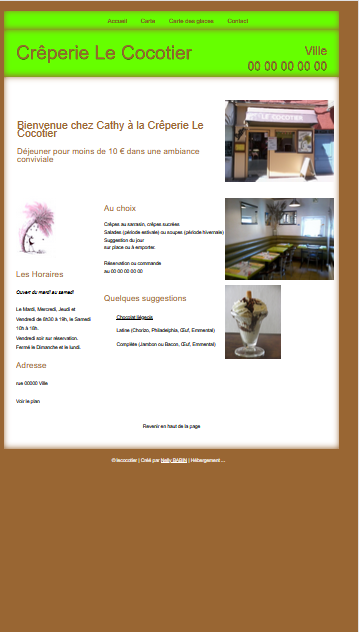 Accueil Carte Carte des glaces Contact
Crêperie Le Cocotier
Ville
00 00 00 00 00
Bienvenue chez Cathy à la Crêperie Le
Cocotier
Déjeuner pour moins de 10 € dans une ambiance
conviviale
LE COCOTIER
Au choix
Crêpes au sarrasin, crêpes sucrées
Salades (période estivale) ou soupes (période hivernale)
Suggestion du jour
sur place ou à emporter
Réservation ou commande
au 00 00 00 00 00
Les Horaires
Ouvert du mardi au samedi
Le Mardi, Mercredi, Jeudi et
Vendredi de 8h30 à 19h, le Samedi
10h à 18h.
Vendredi soir sur réservation.
Fermé le Dimanche et le lundi.
Quelques suggestions
Chocolat liégeois
Latine (Chorizo, Philadelphia, Œuf, Emmental)
Complète (Jambon ou Bacon, Œuf, Emmental)
Adresse
rue 00000 Ville
Voir le plan
Revenir en haut de la page
© lecocotier | Créé par Nelly BABIN | Hébergement ...